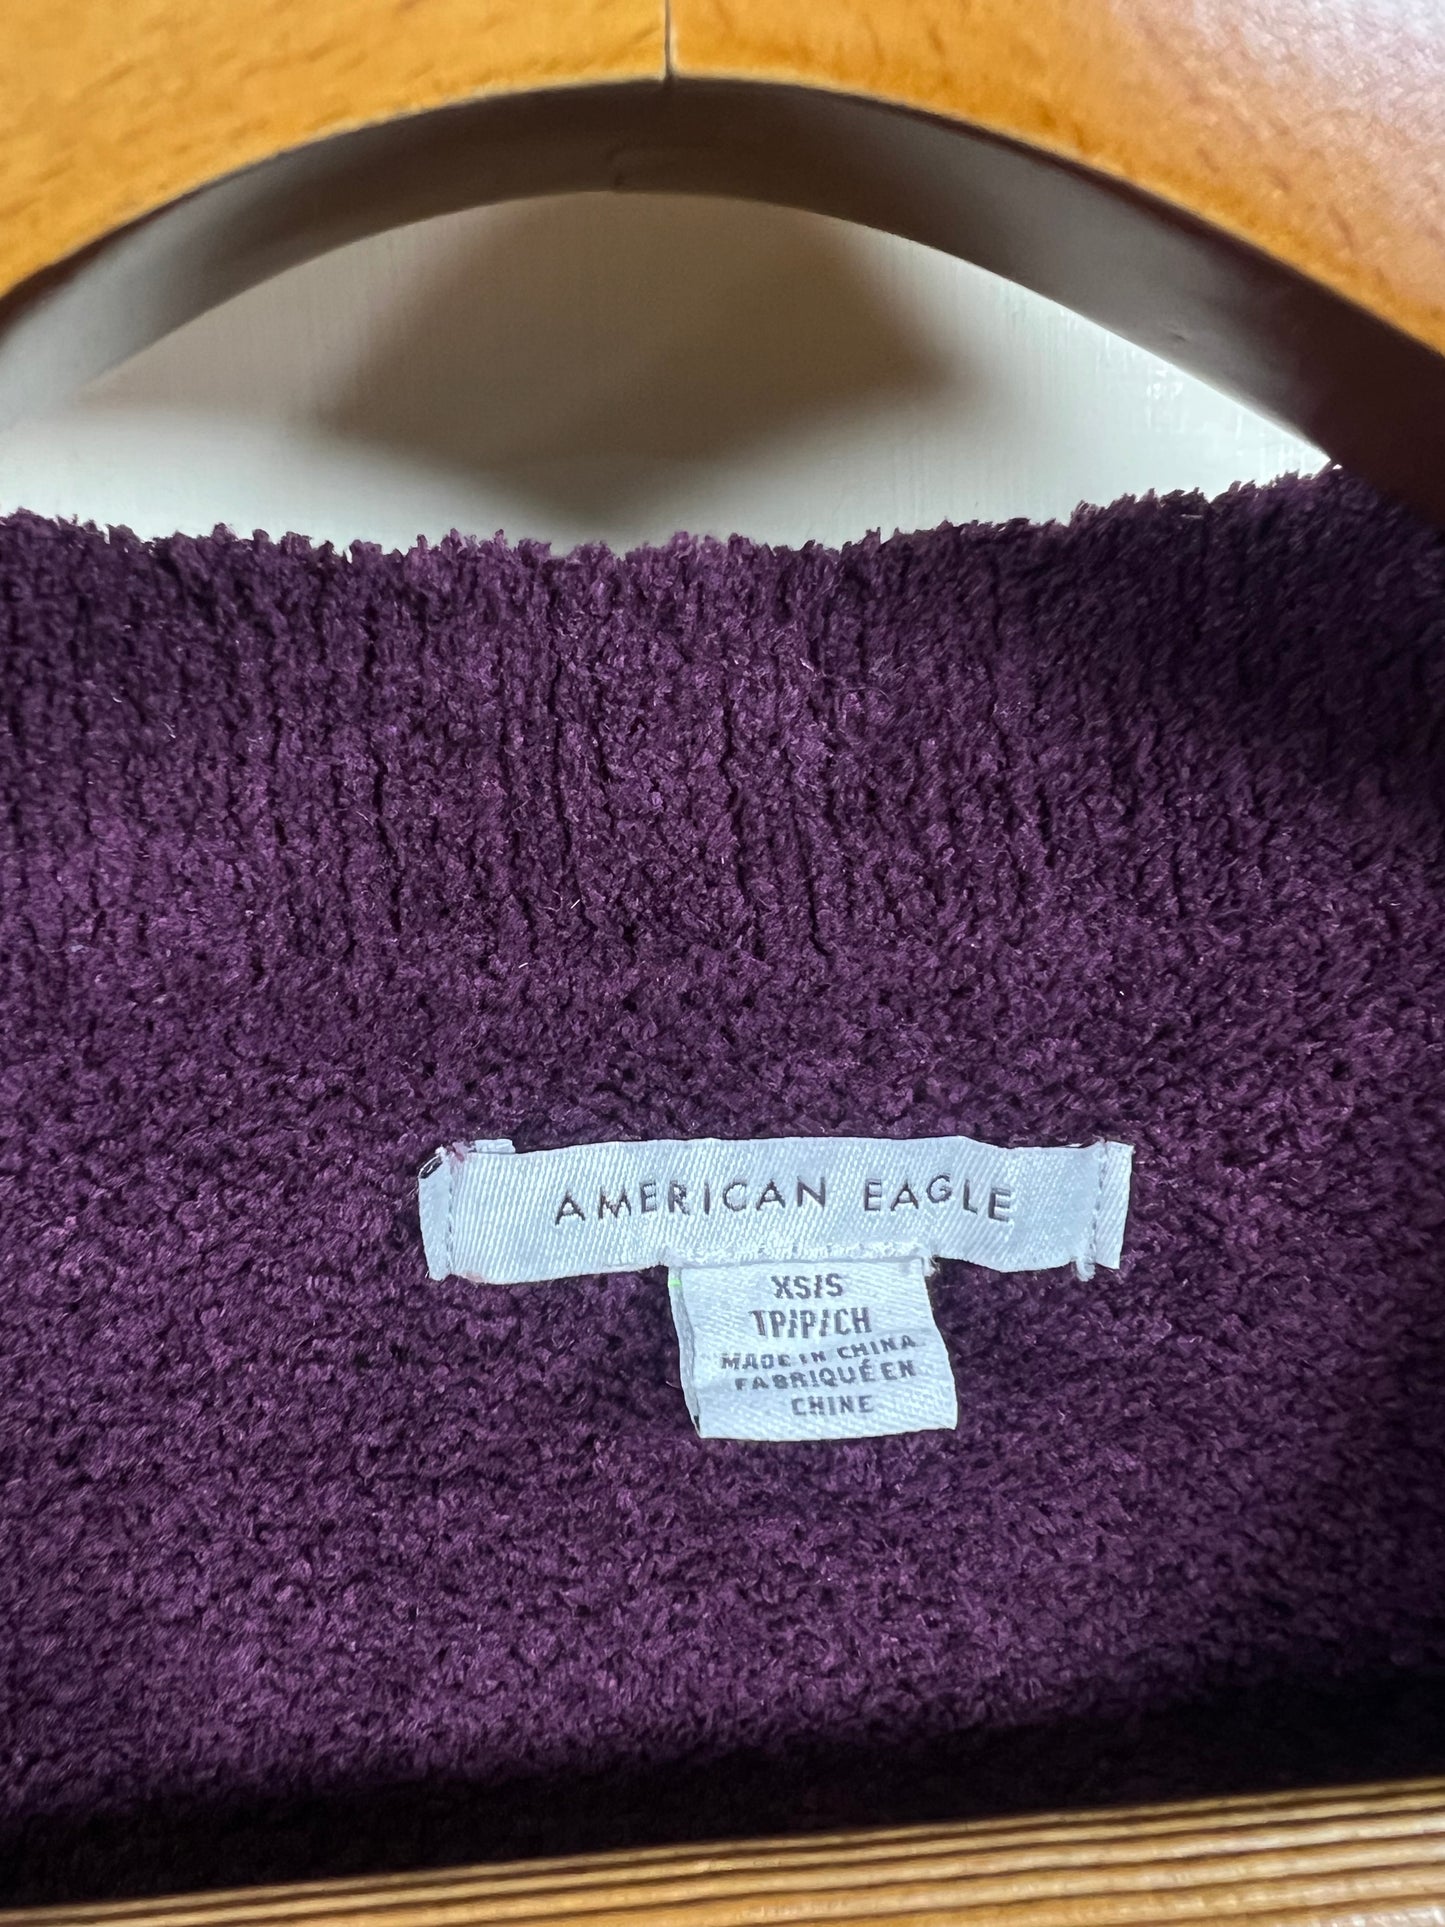 AMERICAN EAGLE
XS/S
TP/P/CH
MADE IN CHINA
FABRIQUÉ EN
CHINE